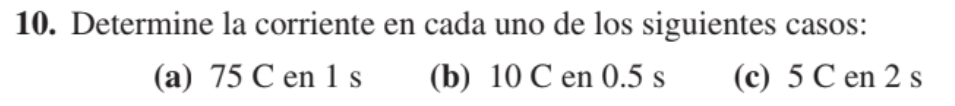 10. Determine la corriente en cada uno de los siguientes casos:
(a) 75 C en 1 s (b) 10 C en 0.5 s (c) 5 C en 2 s